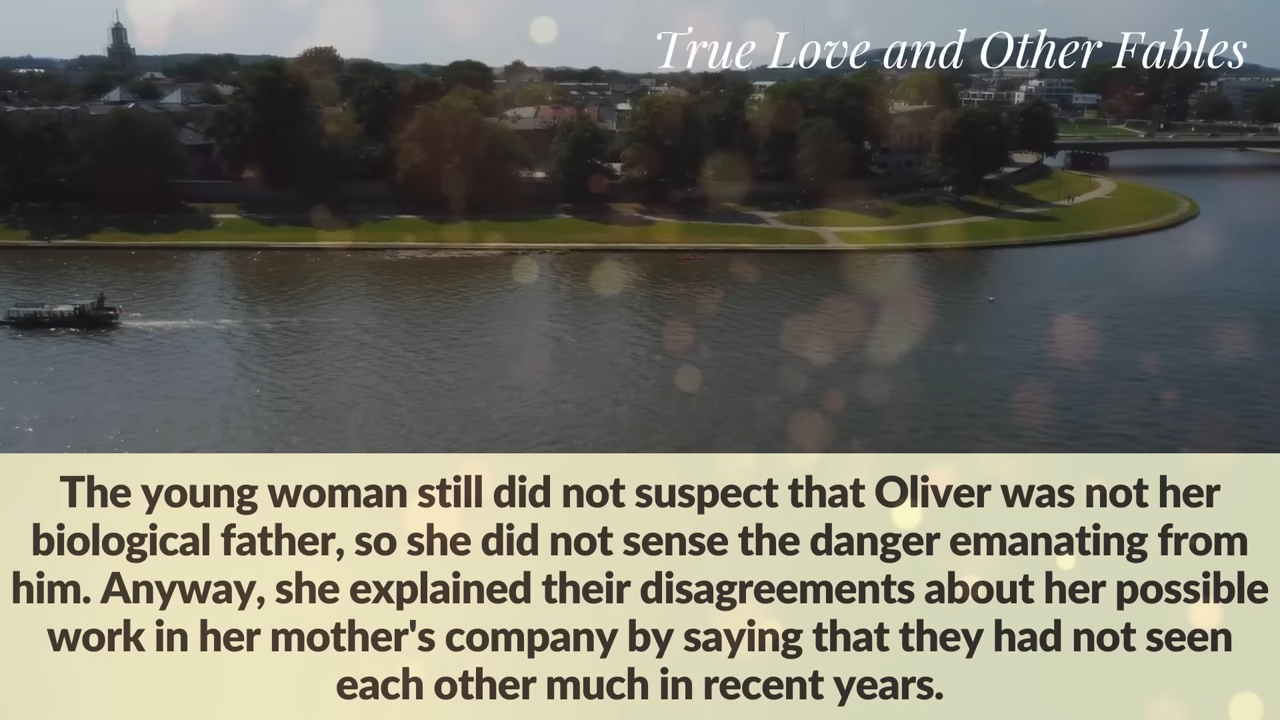 True Love and Other Fables
The young woman still did not suspect that Oliver was not her
biological father, so she did not sense the danger emanating from
him. Anyway, she explained their disagreements about her possible
work in her mother's company by saying that they had not seen
each other much in recent years.